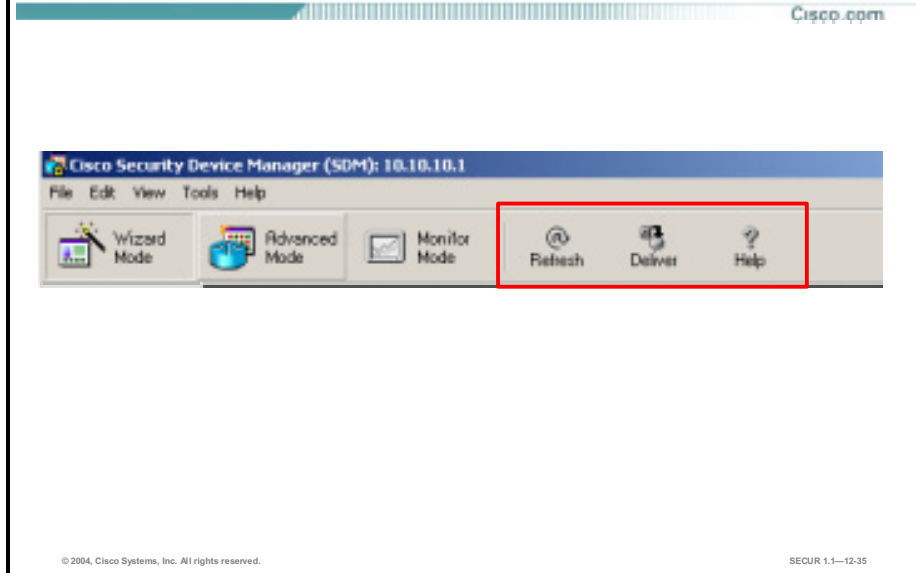 Cisco.com
Cisco Security Device Manager (SDM): 10.10.10.1
File Edit View Tools Help
Wizard Mode
Advanced Mode
Monitor Mode
Refresh
Deliver
Help
© 2004, Cisco Systems, Inc. All rights reserved.
SECUR 1.1—12-35